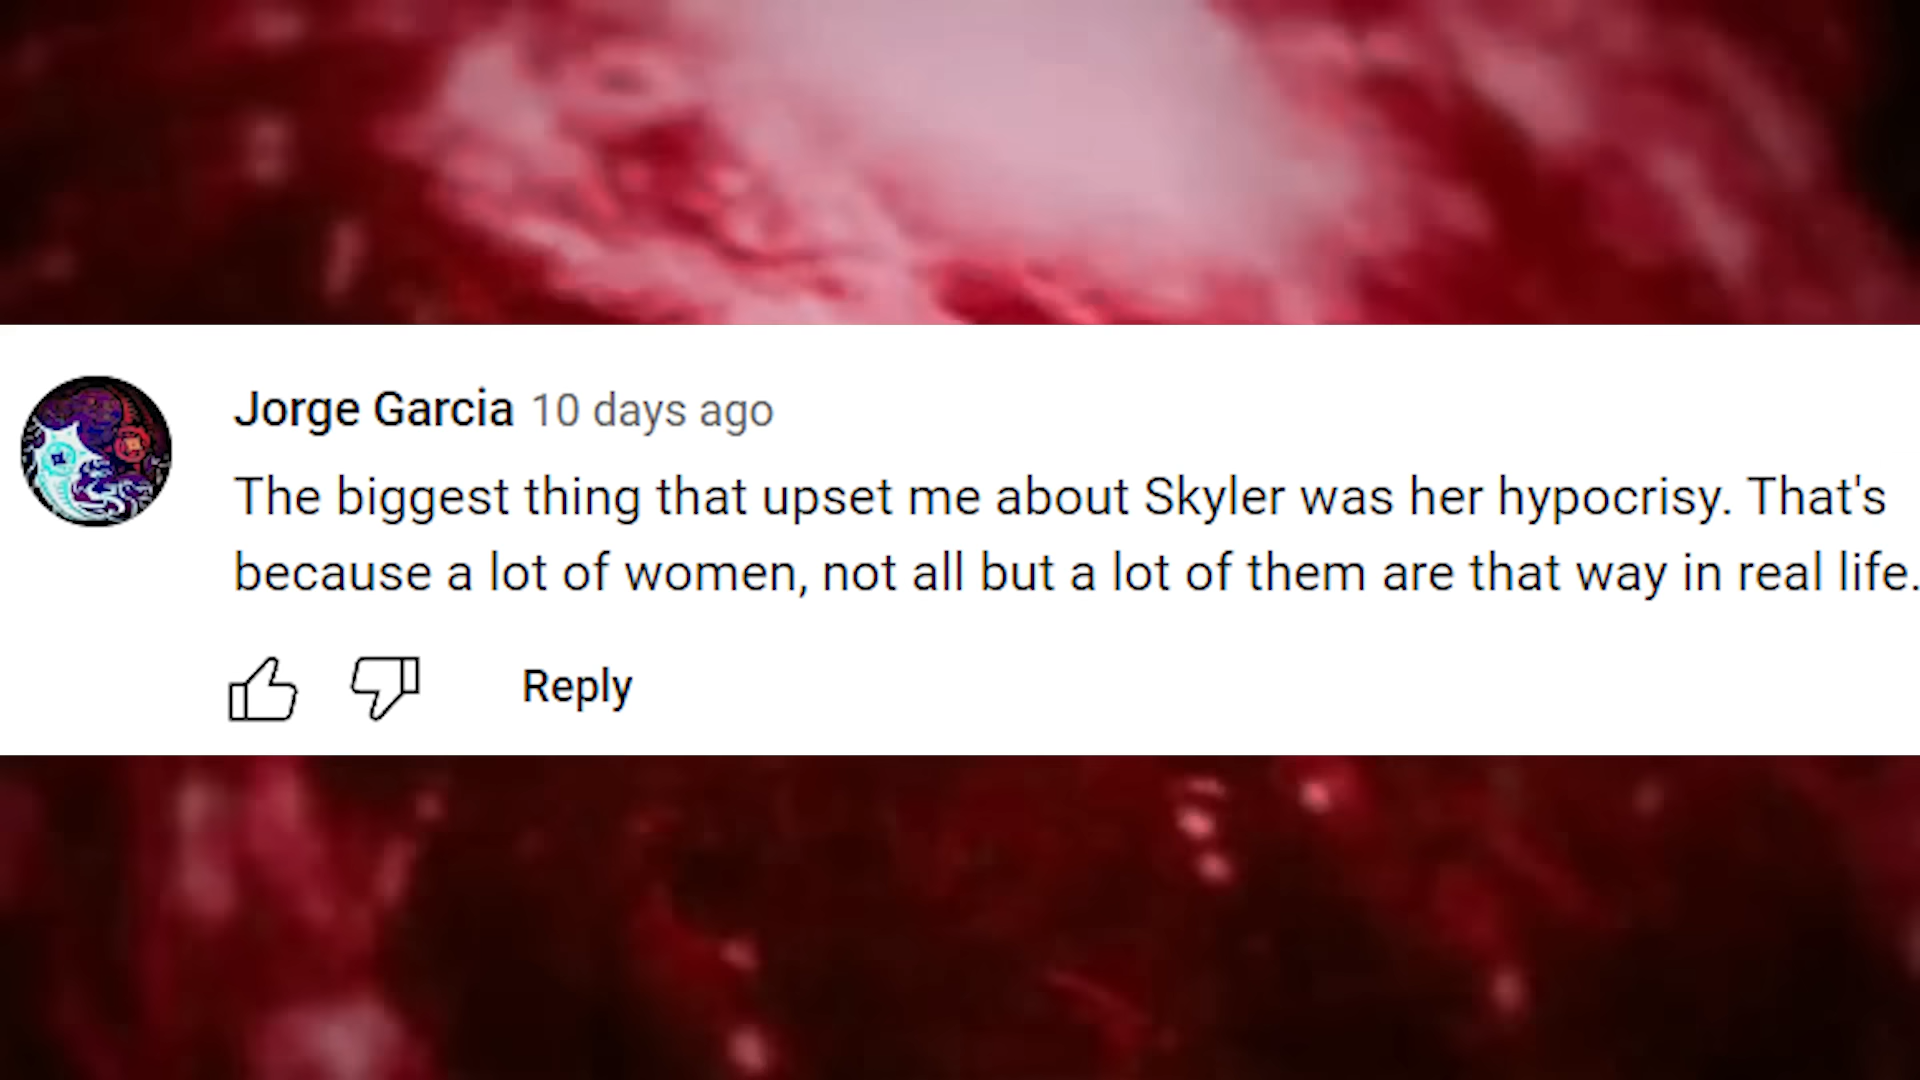 Jorge Garcia 10 days ago
The biggest thing that upset me about Skyler was her hypocrisy. That's
because a lot of women, not all but a lot of them are that way in real life.
Reply